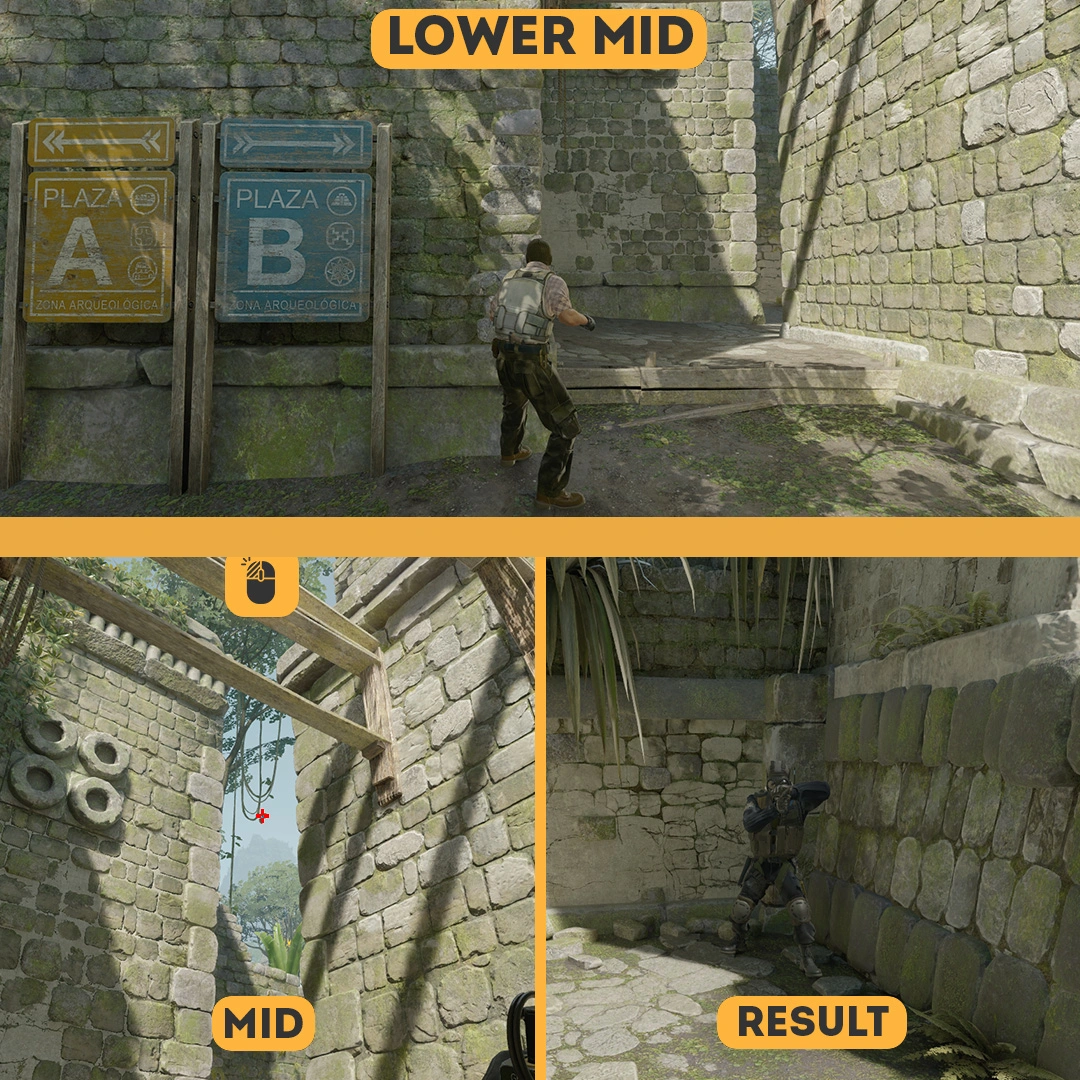 LOWER MID
PLAZA
A
ZONA ARQUEOLÓGICA
PLAZA
B
ZONA ARQUEOLÓGICA
MID
RESULT